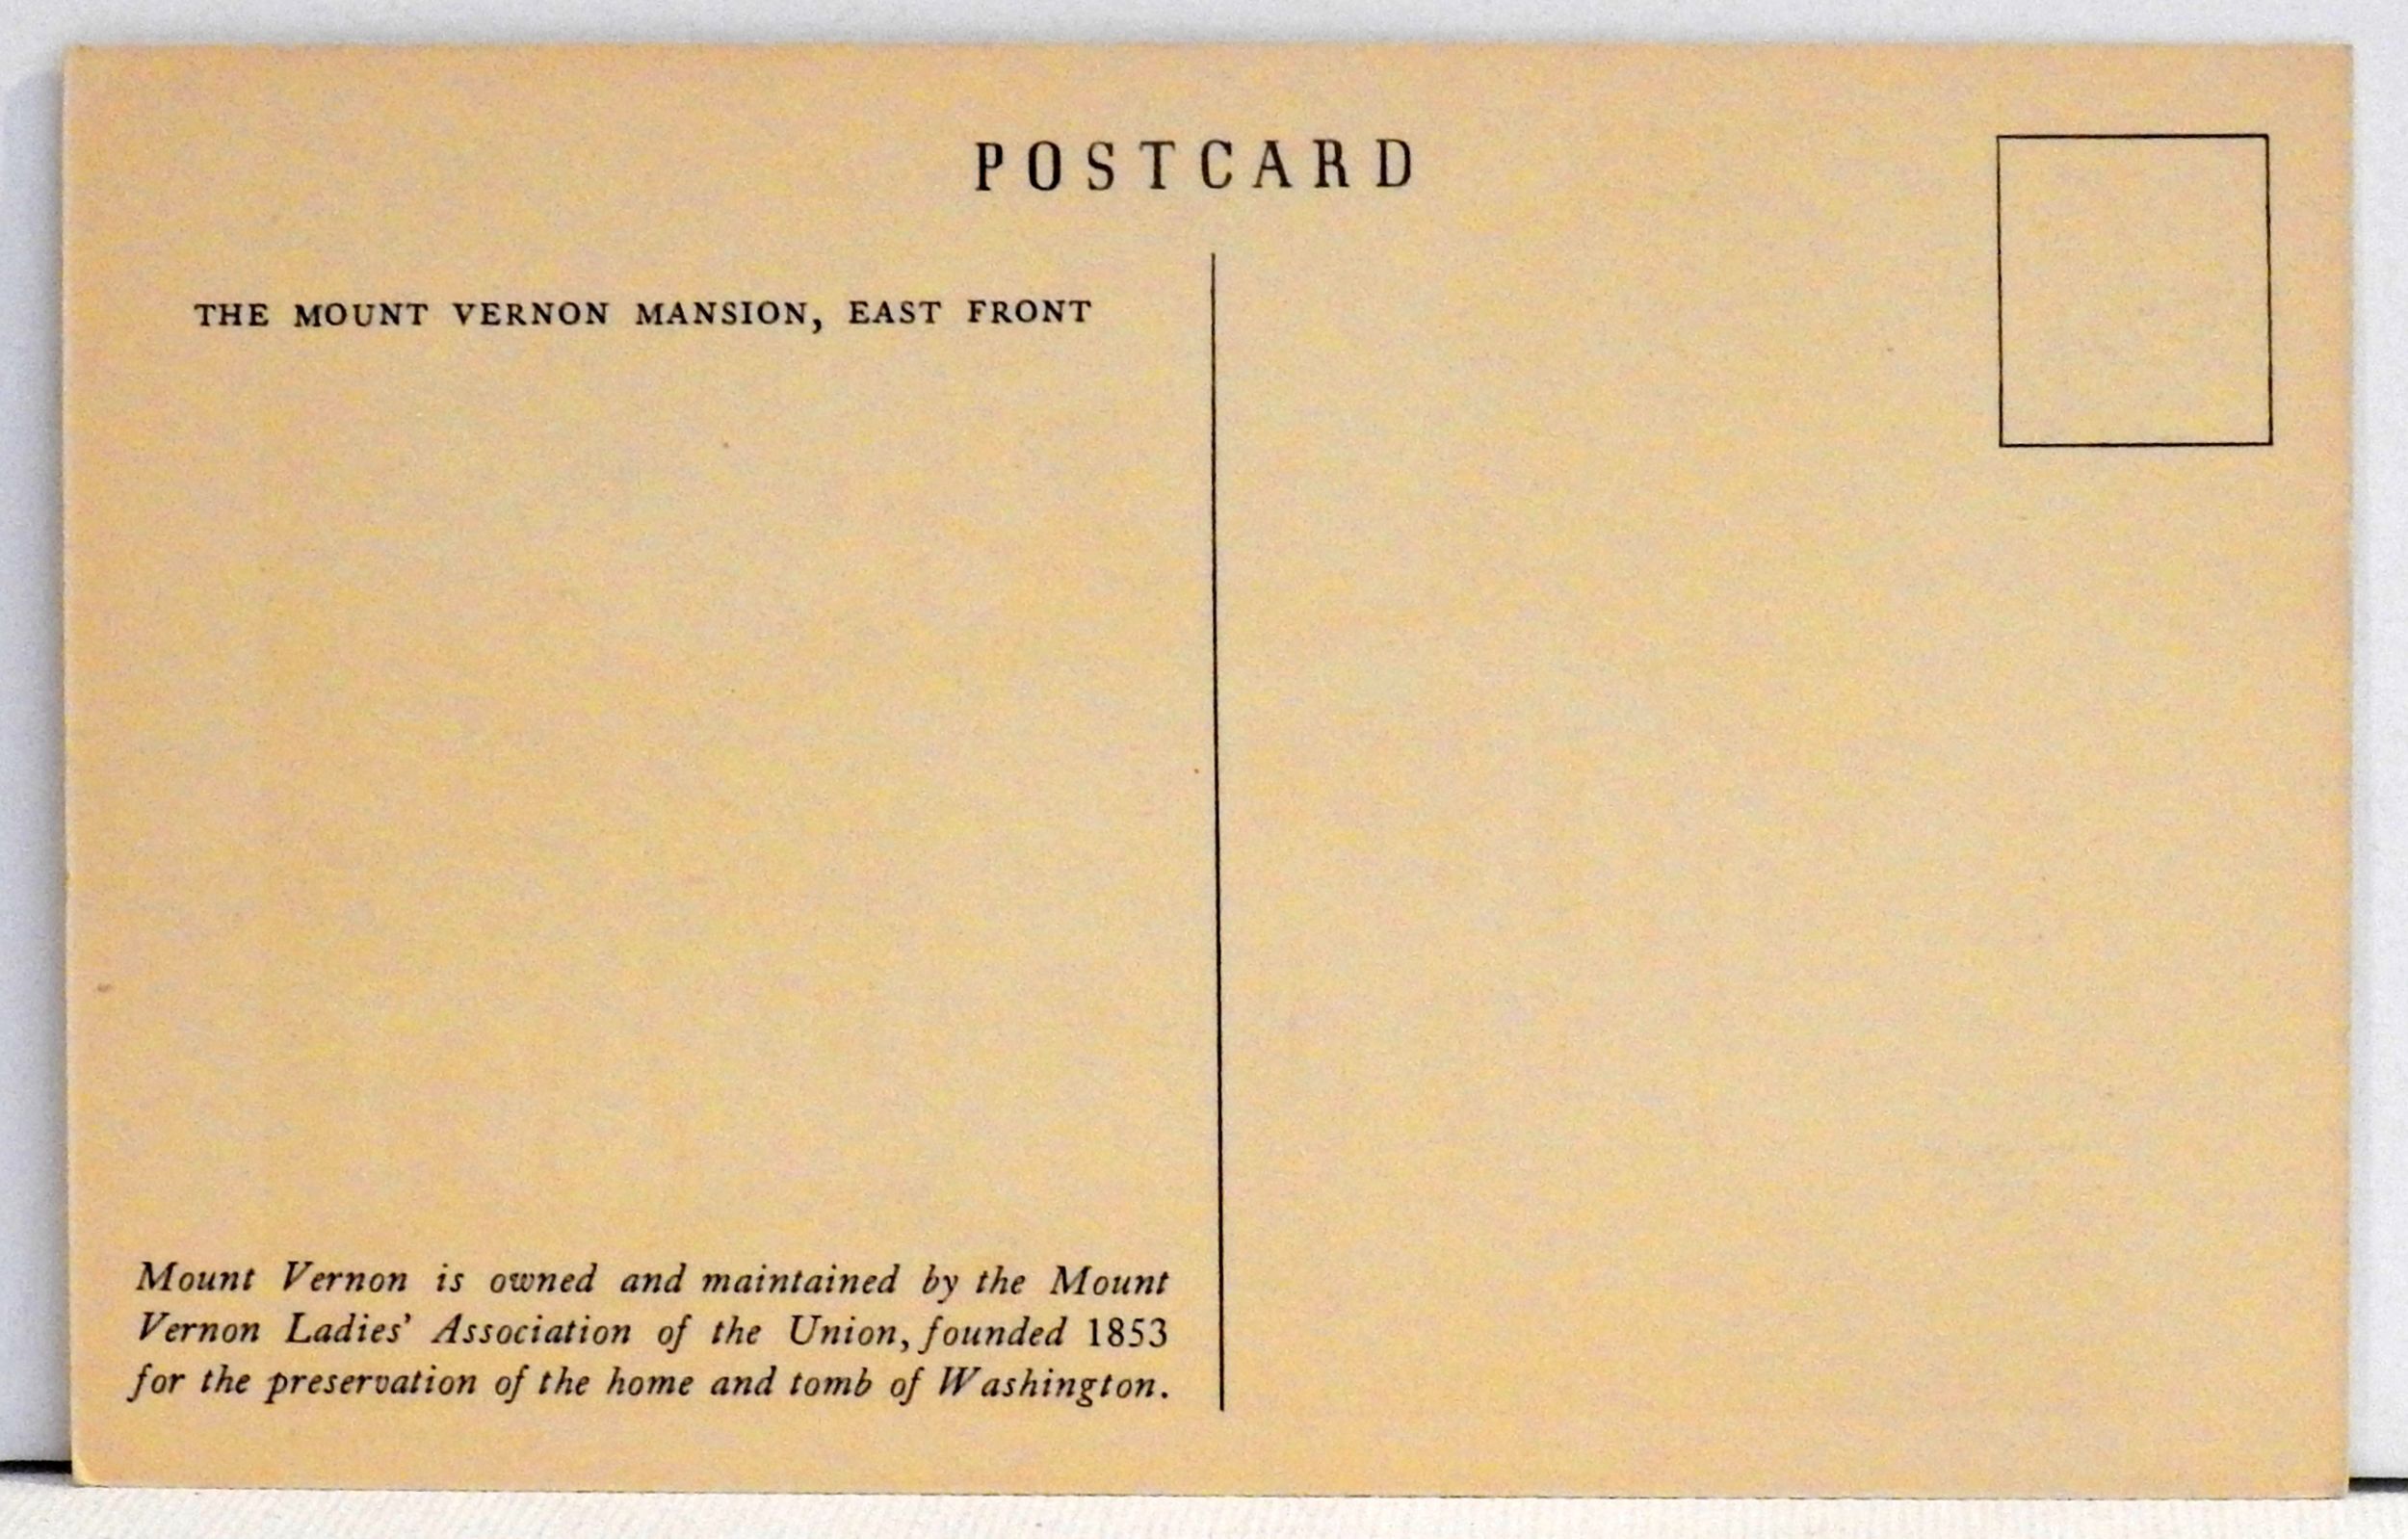 POSTCARD
THE MOUNT VERNON MANSION, EAST FRONT
Mount Vernon is owned and maintained by the Mount
Vernon Ladies' Association of the Union, founded 1853
for the preservation of the home and tomb of Washington.